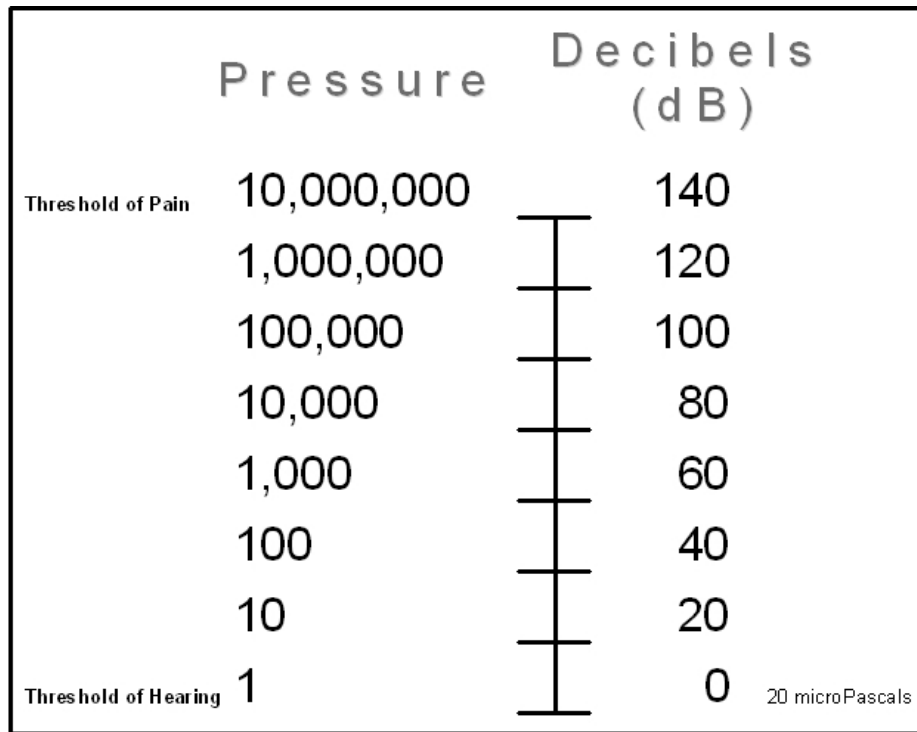 Pressure
Decibels
(dB)
Threshold of Pain 10,000,000 140
1,000,000 120
100,000 100
10,000 80
1,000 60
100 40
10 20
Threshold of Hearing 1 0 20 microPascals